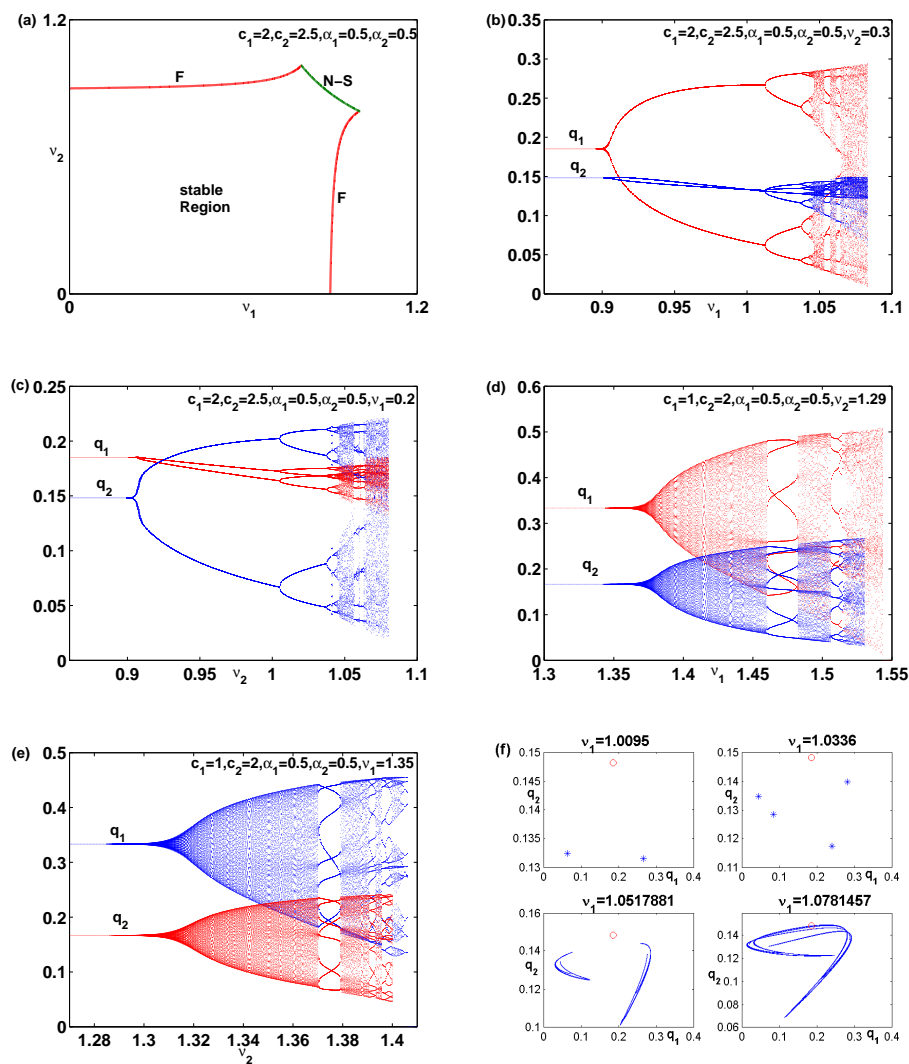 (a)
c1=2,c2=2.5,α1=0.5,α2=0.5
1.2
F
N−S
ν2
stable
Region
F
0
0
ν1
1.2
(b)
c1=2,c2=2.5,α1=0.5,α2=0.5,ν2=0.3
0.35
0.3
0.25
0.2
q1
q2
0.15
0.1
0.05
0
0.9
0.95
ν1
1
1.05
1.1
(c)
c1=2,c2=2.5,α1=0.5,α2=0.5,ν1=0.2
0.25
0.2
q1
0.15
q2
0.1
0.05
0
0.9
0.95
ν2
1
1.05
1.1
(d)
c1=1,c2=2,α1=0.5,α2=0.5,ν2=1.29
0.6
0.5
0.4
q1
0.3
0.2
q2
0.1
0
1.3
1.35
1.4
ν1
1.45
1.5
1.55
(e)
c1=1,c2=2,α1=0.5,α2=0.5,ν1=1.35
0.5
0.4
q1
0.3
0.2
q2
0.1
0
1.28
1.3
1.32
ν2
1.34
1.36
1.38
1.4
(f)
ν1=1.0095
0.15
0.145
q2
0.14
0.135
0.13
0
0.1
0.2
0.3
q1
0.4
ν1=1.0336
0.15
0.14
q2
0.13
0.12
0.11
0
0.1
0.2
0.3
q1
0.4
ν1=1.0517881
0.16
0.14
q2
0.12
0.1
0
0.1
0.2
0.3
q1
0.4
ν1=1.0781457
0.14
0.12
q2
0.1
0.08
0.06
0
0.1
0.2
0.3
q1
0.4